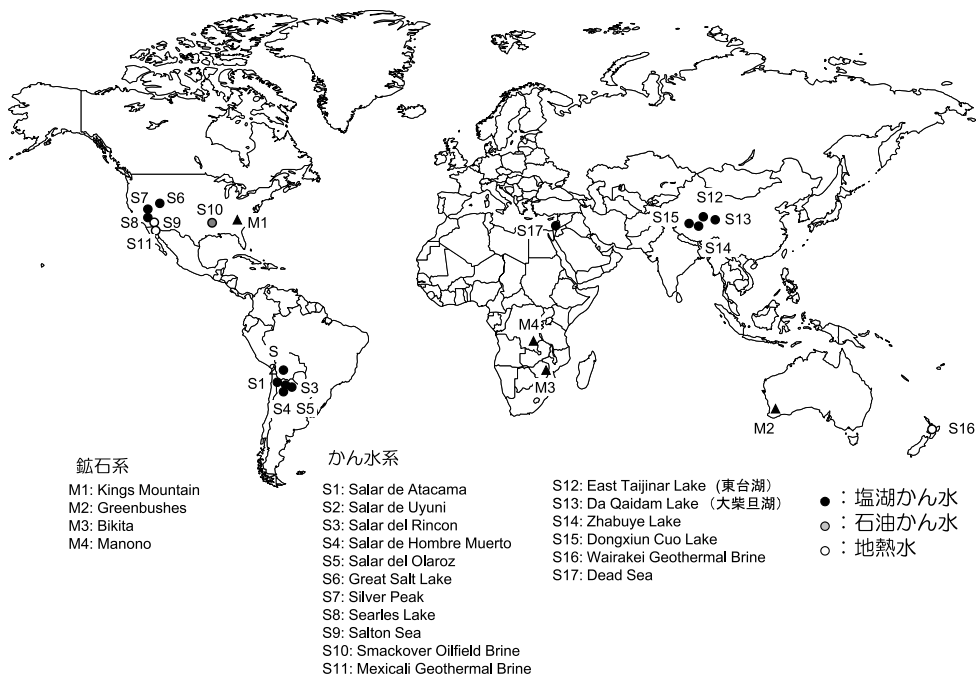 S7
S6
S8
S9
S10
M1
S11
S17
S12
S15
S13
S14
S
2
S1
S3
S4
S5
M4
M3
M2
S16
鉱石系
M1: Kings Mountain
M2: Greenbushes
M3: Bikita
M4: Manono
かん水系
S1: Salar de Atacama
S2: Salar de Uyuni
S3: Salar del Rincon
S4: Salar de Hombre Muerto
S5: Salar del Olaroz
S6: Great Salt Lake
S7: Silver Peak
S8: Searles Lake
S9: Salton Sea
S10: Smackover Oilfield Brine
S11: Mexicali Geothermal Brine
S12: East Taijinar Lake（東台湖）
S13: Da Qaidam Lake（大柴旦湖）
S14: Zhabuye Lake
S15: Dongxiun Cuo Lake
S16: Wairakei Geothermal Brine
S17: Dead Sea
●：塩湖かん水
●：石油かん水
○：地熱水